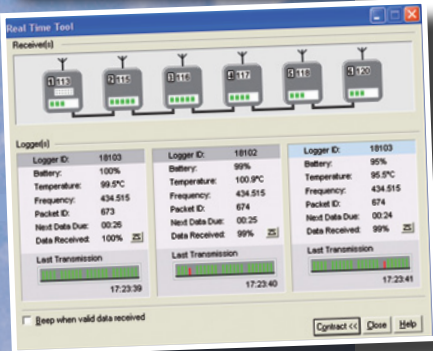 Real Time Tool
Receiver(s)
1 113
2 115
3 116
4 117
5 118
6 120
Logger(s)
Logger ID: 18103
Battery: 100%
Temperature: 99.5°C
Frequency: 434.515
Packet ID: 673
Next Data Due: 00:26
Data Received: 100%
Last Transmission
17:23:39
Logger ID: 18102
Battery: 99%
Temperature: 100.9°C
Frequency: 434.515
Packet ID: 674
Next Data Due: 00:25
Data Received: 99%
Last Transmission
17:23:40
Logger ID: 18103
Battery: 95%
Temperature: 95.5°C
Frequency: 434.515
Packet ID: 674
Next Data Due: 00:24
Data Received: 99%
Last Transmission
17:23:41
Beep when valid data received
Contract << Close Help